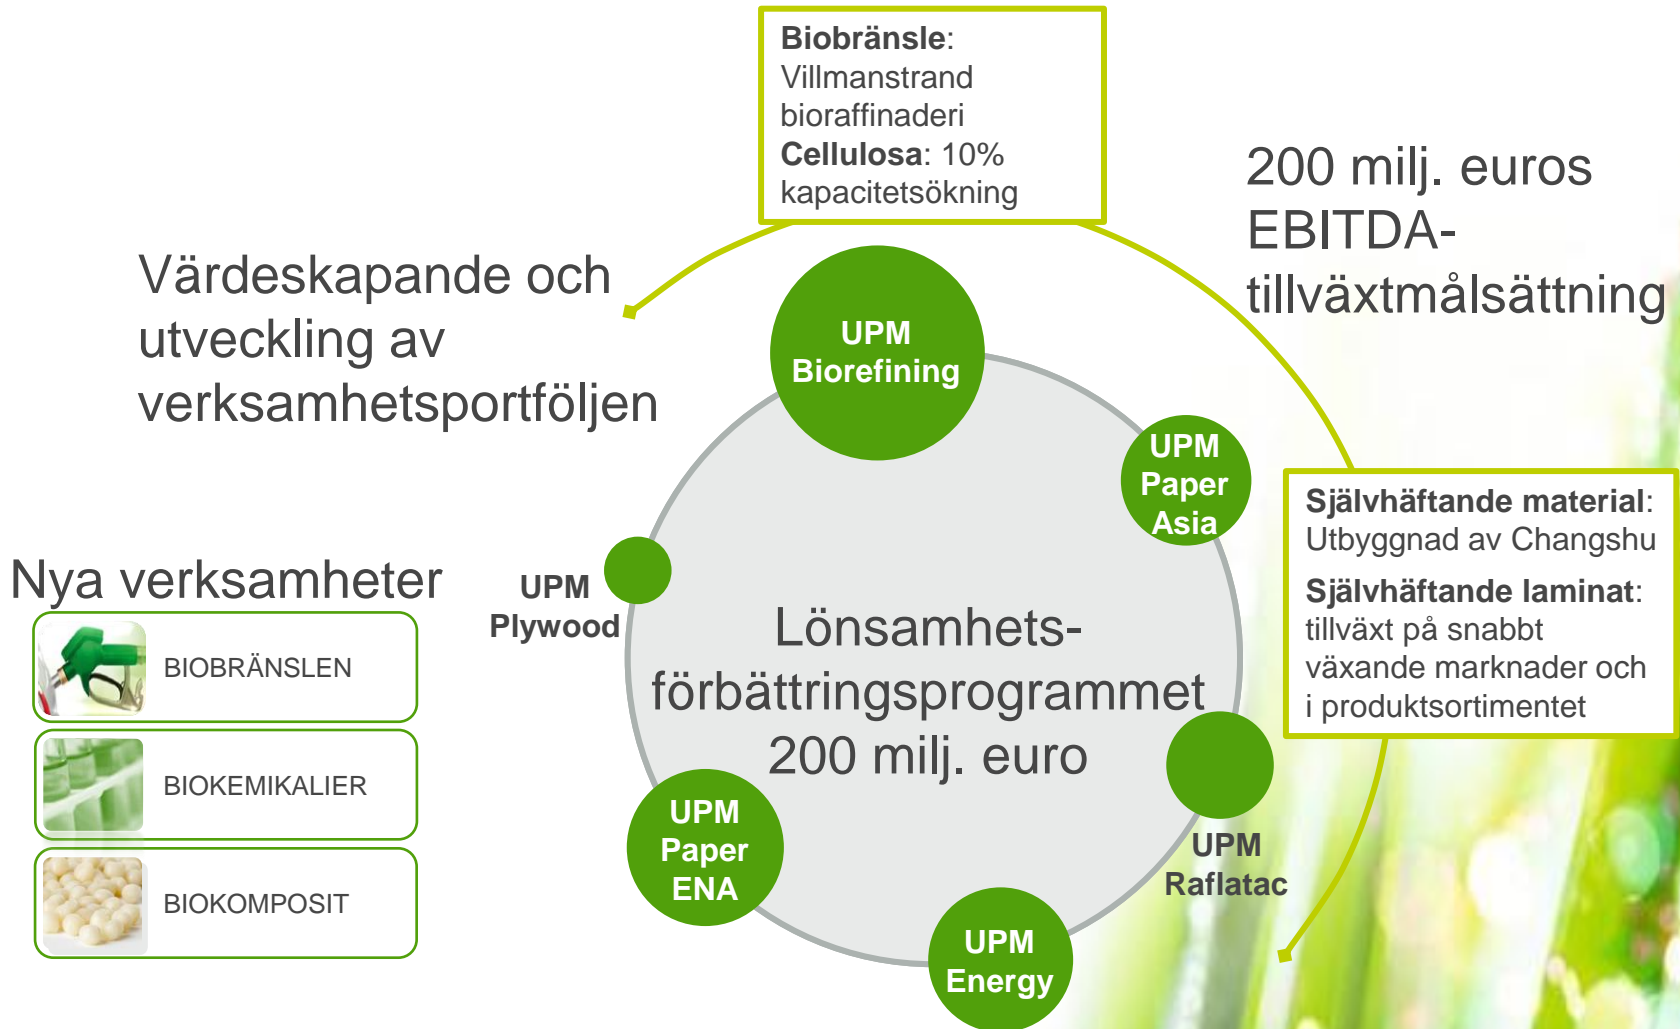 Biobränsle:
Villmanstrand
bioraffinaderi
Cellulosa: 10%
kapacitetsökning
200 milj. euros
EBITDA-
tillväxtmålsättning
Värdeskapande och
utveckling av
verksamhetsportföljen
UPM
Biorefining
UPM
Paper
Asia
Självhäftande material:
Utbyggnad av Changshu
Självhäftande laminat:
tillväxt på snabbt
växande marknader och
i produktsortimentet
Nya verksamheter
BIOBRÄNSLEN
BIOKEMIKALIER
BIOKOMPOSIT
UPM
Plywood
Lönsamhets-
förbättringsprogrammet
200 milj. euro
UPM
Paper
ENA
UPM
Raflatac
UPM
Energy